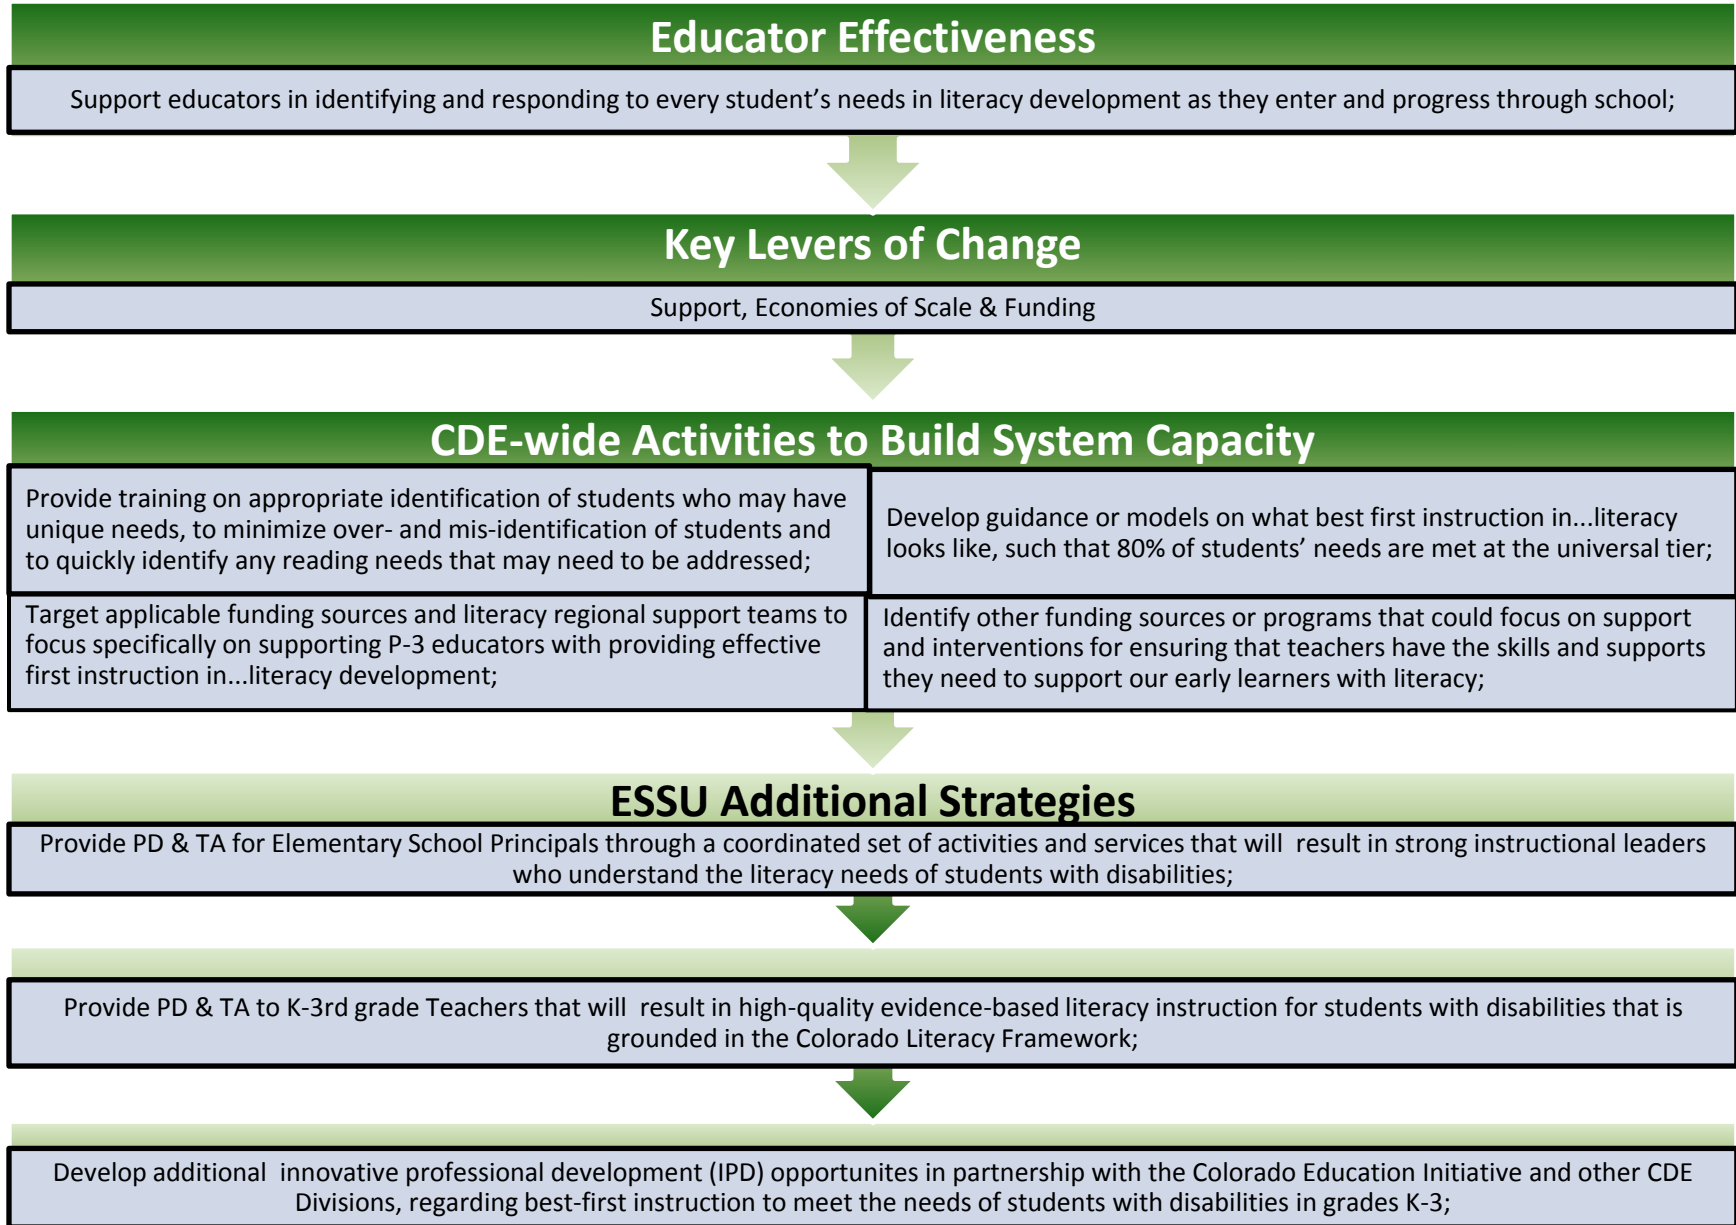 Educator Effectiveness
Support educators in identifying and responding to every student's needs in literacy development as they enter and progress through school;
Key Levers of Change
Support, Economies of Scale & Funding
CDE-wide Activities to Build System Capacity
Provide training on appropriate identification of students who may have
unique needs, to minimize over- and mis-identification of students and
to quickly identify any reading needs that may need to be addressed;
Develop guidance or models on what best first instruction in...literacy
looks like, such that 80% of students' needs are met at the universal tier;
Target applicable funding sources and literacy regional support teams to
focus specifically on supporting P-3 educators with providing effective
first instruction in...literacy development;
Identify other funding sources or programs that could focus on support
and interventions for ensuring that teachers have the skills and supports
they need to support our early learners with literacy;
ESSU Additional Strategies
Provide PD & TA for Elementary School Principals through a coordinated set of activities and services that will result in strong instructional leaders
who understand the literacy needs of students with disabilities;
Provide PD & TA to K-3rd grade Teachers that will result in high-quality evidence-based literacy instruction for students with disabilities that is
grounded in the Colorado Literacy Framework;
Develop additional innovative professional development (IPD) opportunites in partnership with the Colorado Education Initiative and other CDE
Divisions, regarding best-first instruction to meet the needs of students with disabilities in grades K-3;